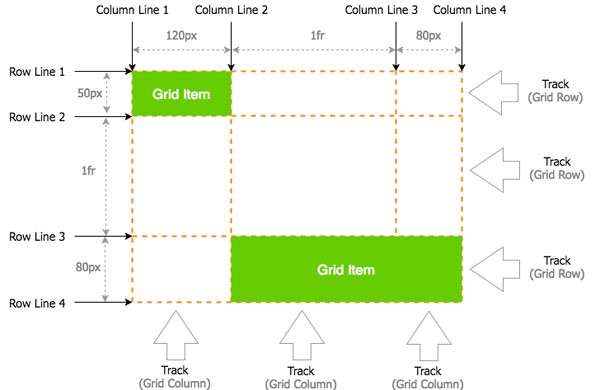 Column Line 1
Column Line 2
Column Line 3
Column Line 4
120px
1fr
80px
Row Line 1
50px
Grid Item
Track
(Grid Row)
Row Line 2
1fr
Track
(Grid Row)
Row Line 3
80px
Grid Item
Track
(Grid Row)
Row Line 4
Track
(Grid Column)
Track
(Grid Column)
Track
(Grid Column)